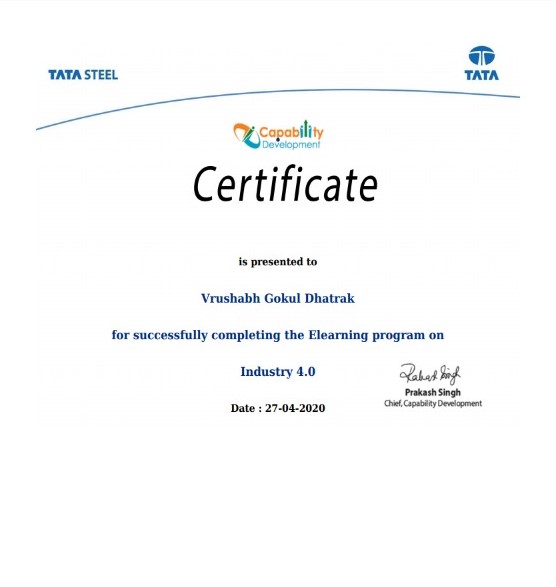 TATA STEEL
TATA
Capability
Development
Certificate
is presented to
Vrushabh Gokul Dhatrak
for successfully completing the Elearning program on
Industry 4.0
Prakash Singh
Prakash Singh
Chief, Capability Development
Date : 27-04-2020